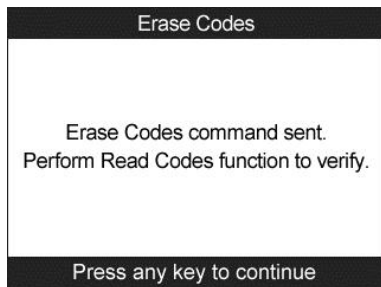 Erase Codes
Erase Codes command sent.
Perform Read Codes function to verify.
Press any key to continue